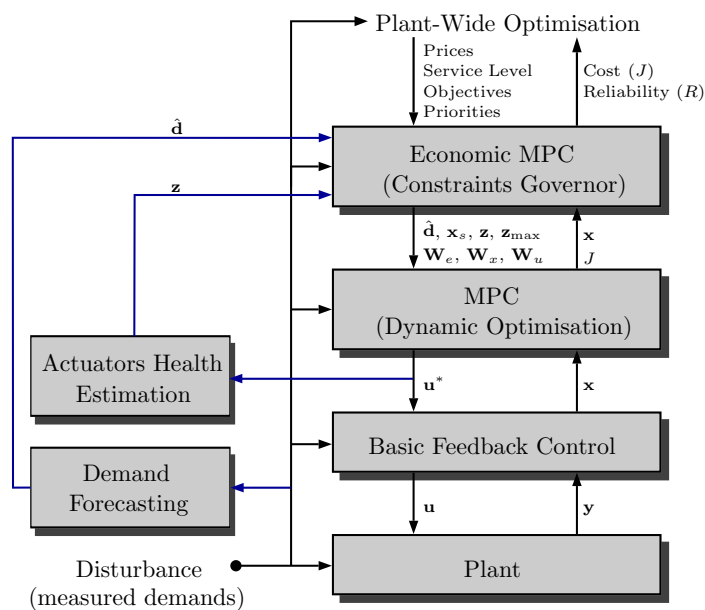 Plant-Wide Optimisation
Prices
Service Level
Objectives
Priorities
Cost (J)
Reliability (R)
d̂
Economic MPC
(Constraints Governor)
z
d̂, x_s, z, z_max
W_e, W_x, W_u
x
J
MPC
(Dynamic Optimisation)
Actuators Health
Estimation
u*
x
Basic Feedback Control
Demand
Forecasting
u
y
Disturbance
(measured demands)
Plant